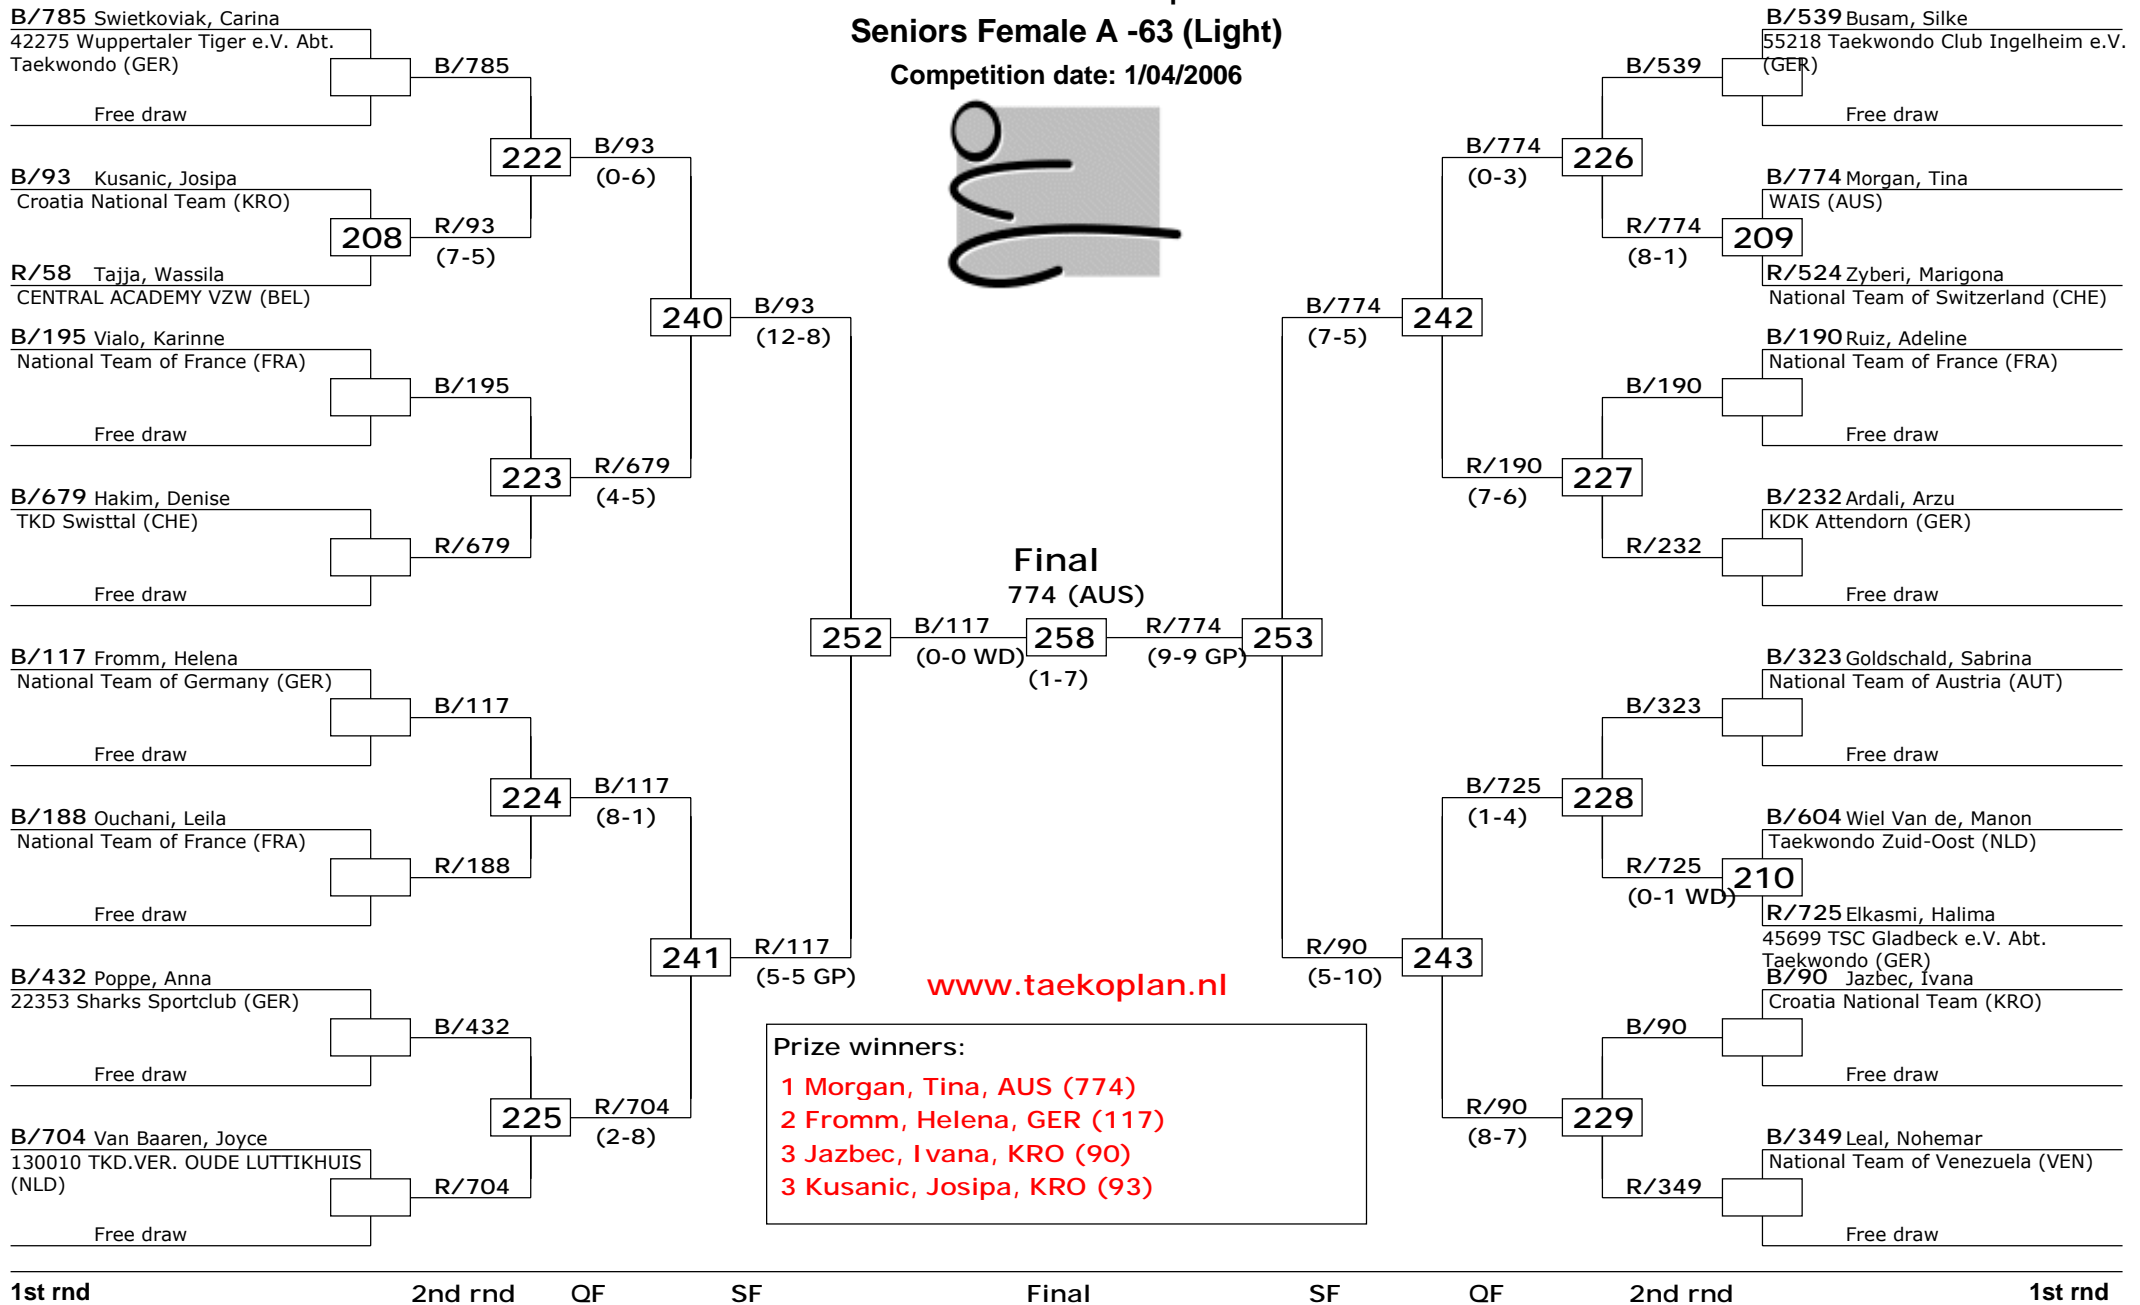 Seniors Female A -63 (Light)
Competition date: 1/04/2006
B/785 Swietkoviak, Carina
42275 Wuppertaler Tiger e.V. Abt.
Taekwondo (GER)
Free draw
B/93 Kusanic, Josipa
Croatia National Team (KRO)
R/58 Tajja, Wassila
CENTRAL ACADEMY VZW (BEL)
B/195 Vialo, Karinne
National Team of France (FRA)
Free draw
B/679 Hakim, Denise
TKD Swisttal (CHE)
Free draw
B/117 Fromm, Helena
National Team of Germany (GER)
Free draw
B/188 Ouchani, Leila
National Team of France (FRA)
Free draw
B/432 Poppe, Anna
22353 Sharks Sportclub (GER)
Free draw
B/704 Van Baaren, Joyce
130010 TKD.VER. OUDE LUTTIKHUIS
(NLD)
Free draw
B/785
208
R/93
(7-5)
B/195
R/679
B/117
R/188
B/432
R/704
222
B/93
(0-6)
223
R/679
(4-5)
224
B/117
(8-1)
225
R/704
(2-8)
240
B/93
(12-8)
241
R/117
(5-5 GP)
252
B/117
(0-0 WD)
Final
774 (AUS)
258
(1-7)
R/774
(9-9 GP)
253
B/774
(7-5)
242
R/90
(5-10)
243
B/774
(0-3)
226
R/190
(7-6)
227
B/725
(1-4)
228
R/90
(8-7)
229
B/539
R/774
(8-1)
209
B/190
R/232
B/323
R/725
(0-1 WD)
210
B/90
R/349
B/539 Busam, Silke
55218 Taekwondo Club Ingelheim e.V.
(GER)
Free draw
B/774 Morgan, Tina
WAIS (AUS)
R/524 Zyberi, Marigona
National Team of Switzerland (CHE)
B/190 Ruiz, Adeline
National Team of France (FRA)
Free draw
B/232 Ardali, Arzu
KDK Attendorn (GER)
Free draw
B/323 Goldschald, Sabrina
National Team of Austria (AUT)
Free draw
B/604 Wiel Van de, Manon
Taekwondo Zuid-Oost (NLD)
R/725 Elkasmi, Halima
45699 TSC Gladbeck e.V. Abt.
Taekwondo (GER)
B/90 Jazbec, Ivana
Croatia National Team (KRO)
Free draw
B/349 Leal, Nohemar
National Team of Venezuela (VEN)
Free draw
www.taekoplan.nl
Prize winners:
1 Morgan, Tina, AUS (774)
2 Fromm, Helena, GER (117)
3 Jazbec, Ivana, KRO (90)
3 Kusanic, Josipa, KRO (93)
1st rnd 2nd rnd QF SF Final SF QF 2nd rnd 1st rnd